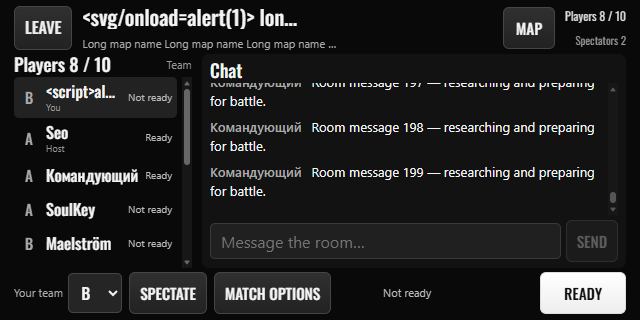 LEAVE
<svg/onload=alert(1)> lon...
Long map name Long map name Long map name ...
MAP
Players 8 / 10
Spectators 2
Players 8 / 10
Team
B
<script>al...
You
Not ready
A
Seo
Host
Ready
A
Командующий
Ready
A
SoulKey
Not ready
B
Maelström
Not ready
Chat
Командующий Room message 197 — researching and preparing
for battle.
Командующий Room message 198 — researching and preparing
for battle.
Командующий Room message 199 — researching and preparing
for battle.
Message the room...
SEND
Your team
B
SPECTATE
MATCH OPTIONS
Not ready
READY